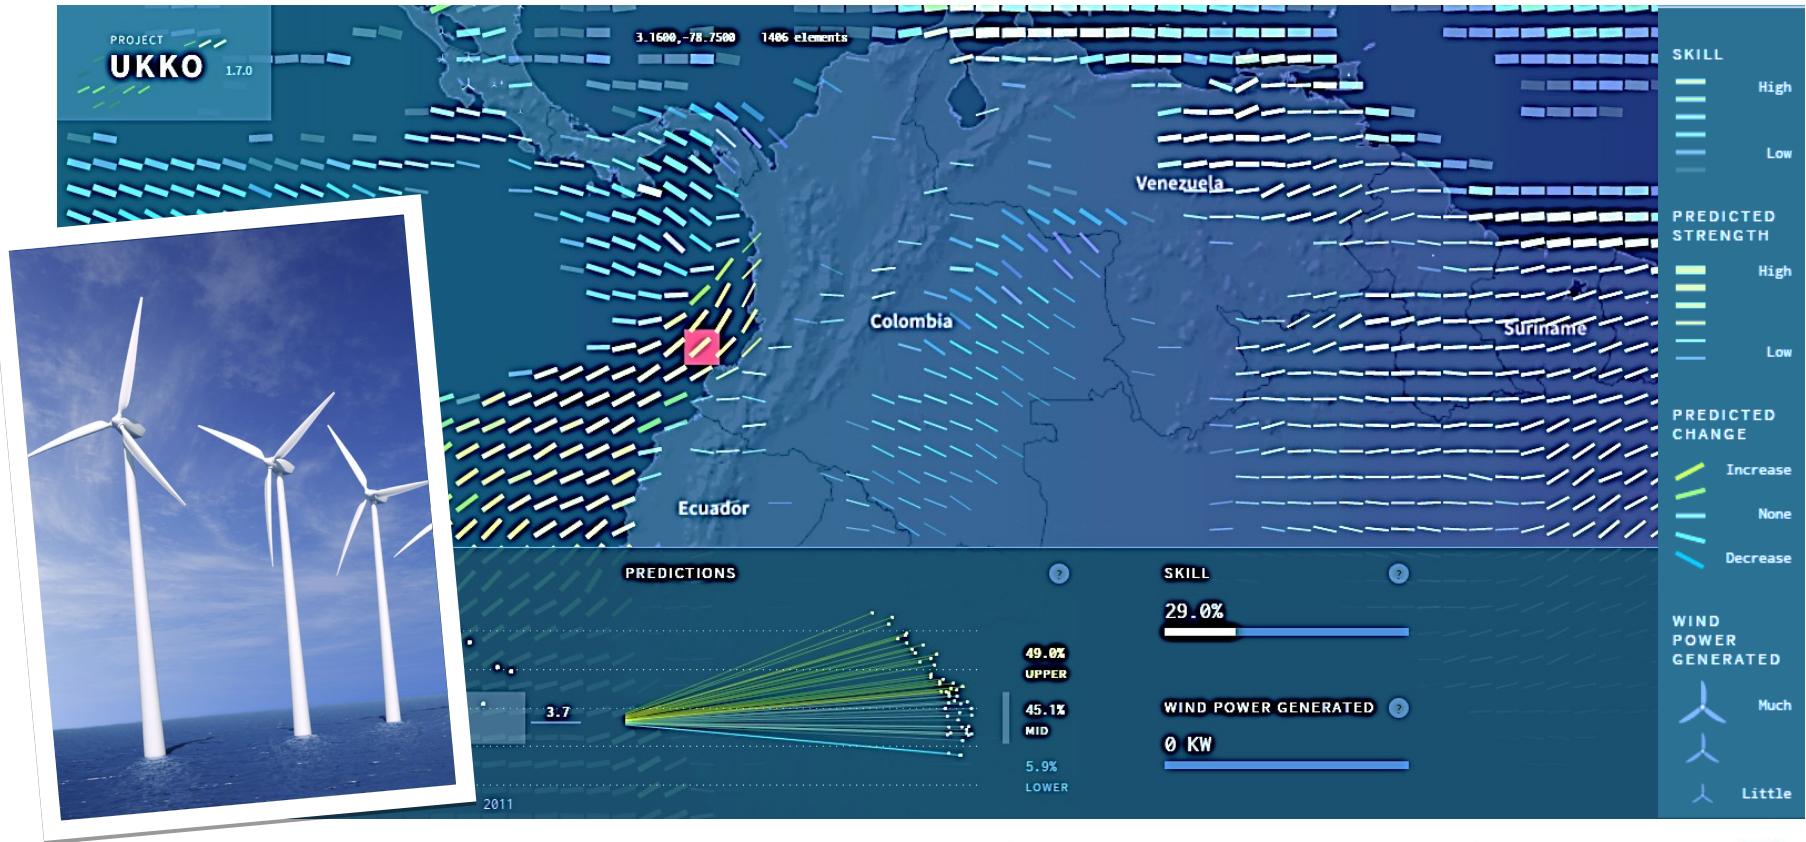 PROJECT
UKKO
1.7.0
3.1600,-78.7500 1406 elements
Venezuela
Colombia
Suriname
Ecuador
SKILL
High
Low
PREDICTED
STRENGTH
High
Low
PREDICTED
CHANGE
Increase
None
Decrease
WIND
POWER
GENERATED
Much
Little
PREDICTIONS
?
3.7
49.0%
UPPER
45.1%
MID
5.9%
LOWER
2011
SKILL
?
29.0%
WIND POWER GENERATED
?
0 KW